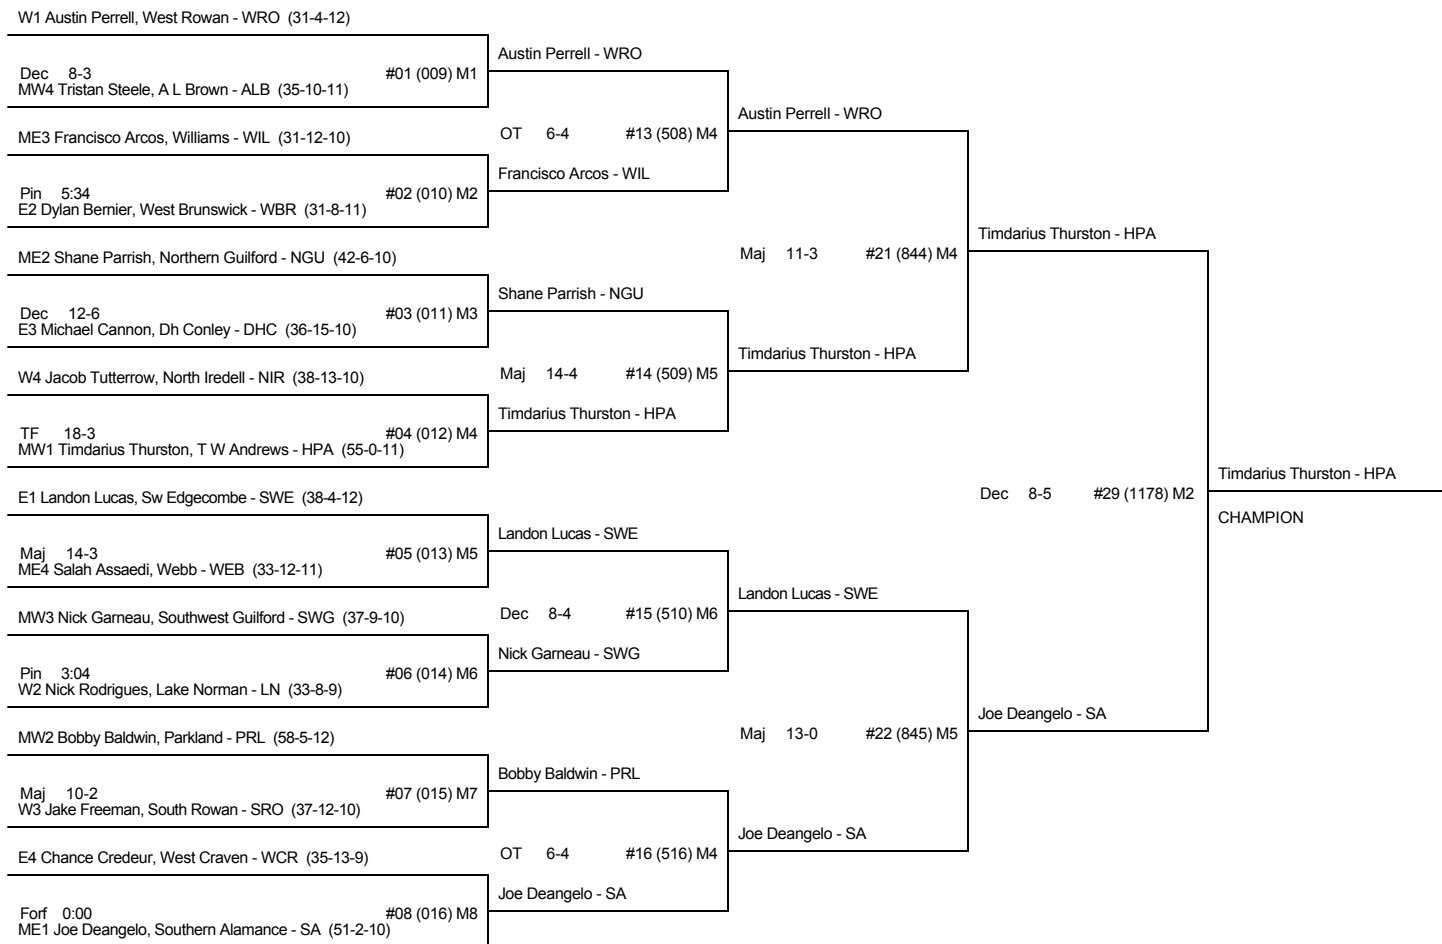 W1 Austin Perrell, West Rowan - WRO (31-4-12)
Dec 8-3 #01 (009) M1
MW4 Tristan Steele, A L Brown - ALB (35-10-11)
ME3 Francisco Arcos, Williams - WIL (31-12-10)
Pin 5:34 #02 (010) M2
E2 Dylan Bernier, West Brunswick - WBR (31-8-11)
ME2 Shane Parrish, Northern Guilford - NGU (42-6-10)
Dec 12-6 #03 (011) M3
E3 Michael Cannon, Dh Conley - DHC (36-15-10)
W4 Jacob Tutterrow, North Iredell - NIR (38-13-10)
TF 18-3 #04 (012) M4
MW1 Timdarius Thurston, T W Andrews - HPA (55-0-11)
E1 Landon Lucas, Sw Edgecombe - SWE (38-4-12)
Maj 14-3 #05 (013) M5
ME4 Salah Assaedi, Webb - WEB (33-12-11)
MW3 Nick Garneau, Southwest Guilford - SWG (37-9-10)
Pin 3:04 #06 (014) M6
W2 Nick Rodrigues, Lake Norman - LN (33-8-9)
MW2 Bobby Baldwin, Parkland - PRL (58-5-12)
Maj 10-2 #07 (015) M7
W3 Jake Freeman, South Rowan - SRO (37-12-10)
E4 Chance Credeur, West Craven - WCR (35-13-9)
Forf 0:00 #08 (016) M8
ME1 Joe Deangelo, Southern Alamance - SA (51-2-10)
Austin Perrell - WRO
OT 6-4 #13 (508) M4
Francisco Arcos - WIL
Shane Parrish - NGU
Maj 14-4 #14 (509) M5
Timdarius Thurston - HPA
Landon Lucas - SWE
Dec 8-4 #15 (510) M6
Nick Garneau - SWG
Bobby Baldwin - PRL
OT 6-4 #16 (516) M4
Joe Deangelo - SA
Austin Perrell - WRO
Maj 11-3 #21 (844) M4
Timdarius Thurston - HPA
Landon Lucas - SWE
Maj 13-0 #22 (845) M5
Joe Deangelo - SA
Timdarius Thurston - HPA
Dec 8-5 #29 (1178) M2
Joe Deangelo - SA
Timdarius Thurston - HPA
CHAMPION